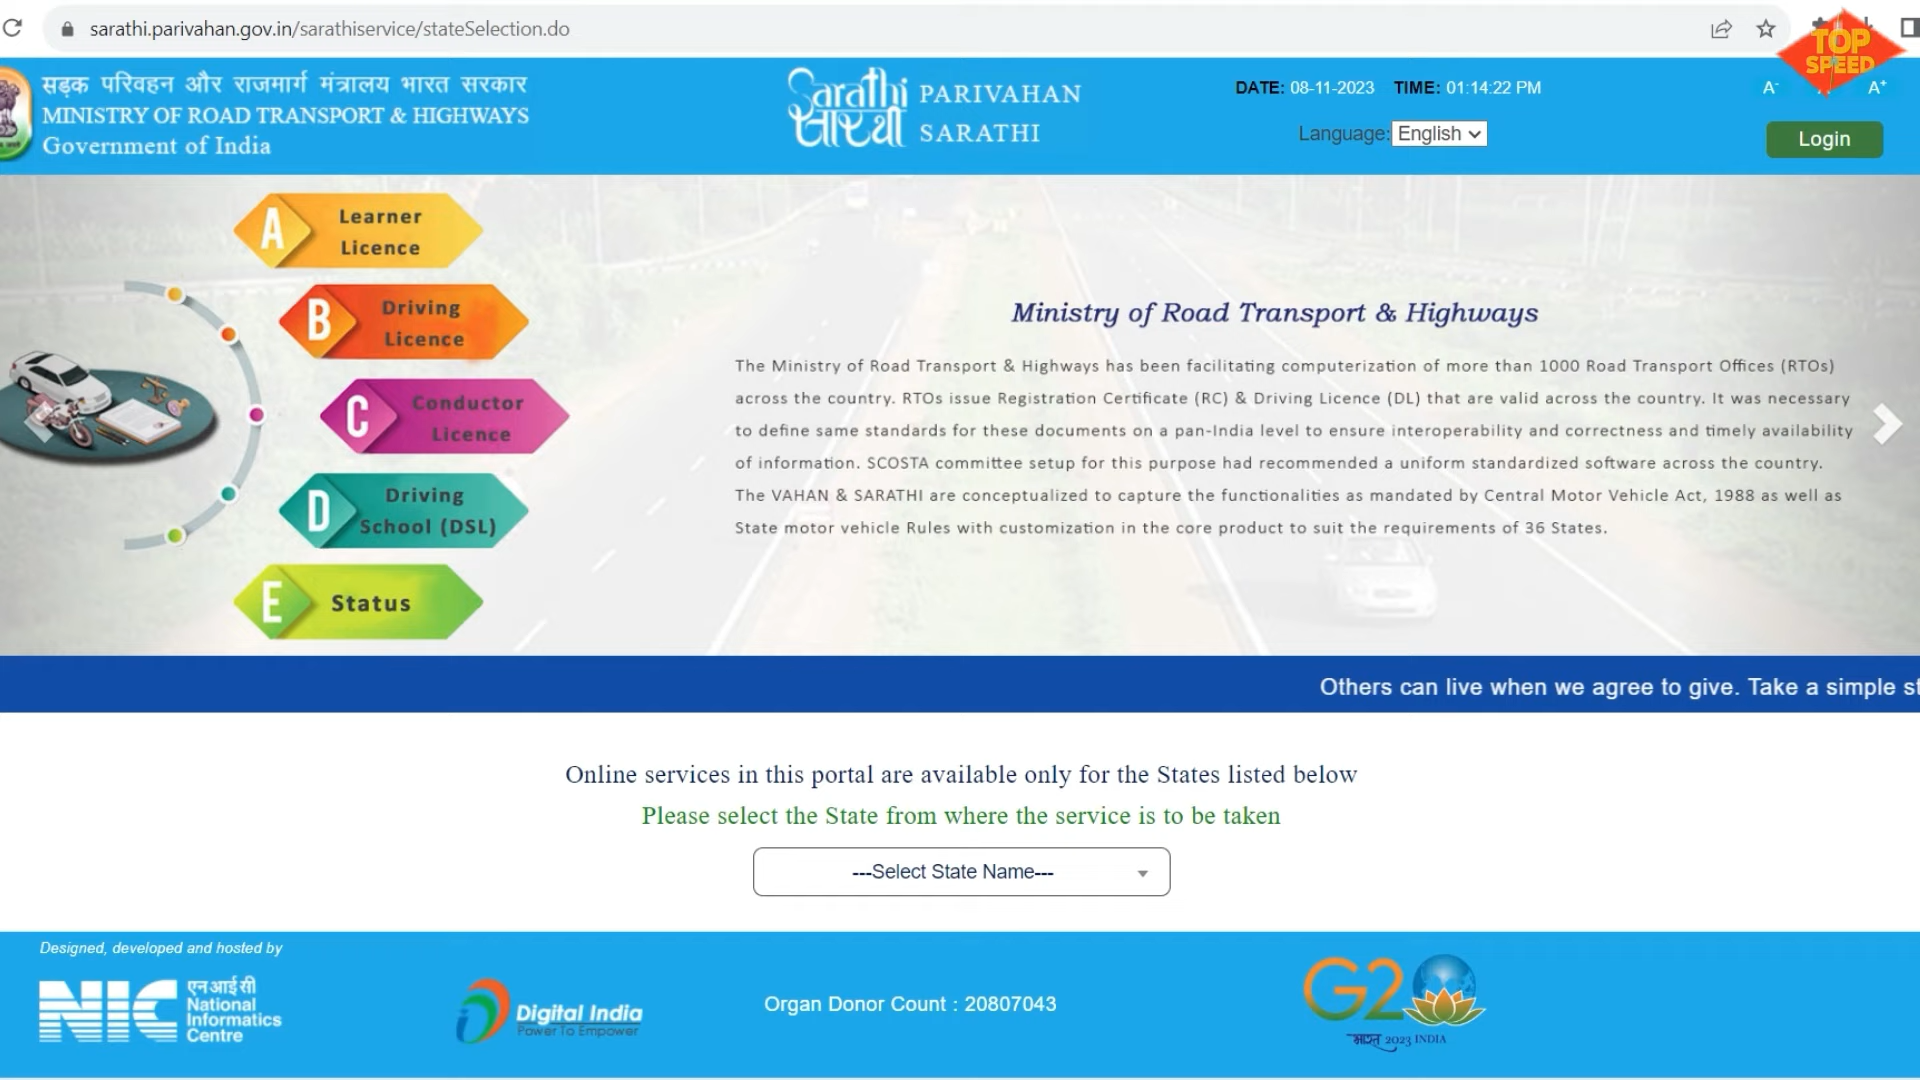 sarathi.parivahan.gov.in/sarathiservice/stateSelection.do
TOP
SPEED
सड़क परिवहन और राजमार्ग मंत्रालय भारत सरकार
MINISTRY OF ROAD TRANSPORT & HIGHWAYS
Government of India
Sarathi
सारथी
PARIVAHAN
SARATHI
DATE: 08-11-2023 TIME: 01:14:22 PM
A- A+
Language: English
Login
A Learner
Licence
B Driving
Licence
C Conductor
Licence
D Driving
School (DSL)
E Status
Ministry of Road Transport & Highways
The Ministry of Road Transport & Highways has been facilitating computerization of more than 1000 Road Transport Offices (RTOs)
across the country. RTOs issue Registration Certificate (RC) & Driving Licence (DL) that are valid across the country. It was necessary
to define same standards for these documents on a pan-India level to ensure interoperability and correctness and timely availability
of information. SCOSTA committee setup for this purpose had recommended a uniform standardized software across the country.
The VAHAN & SARATHI are conceptualized to capture the functionalities as mandated by Central Motor Vehicle Act, 1988 as well as
State motor vehicle Rules with customization in the core product to suit the requirements of 36 States.
Others can live when we agree to give. Take a simple st
Online services in this portal are available only for the States listed below
Please select the State from where the service is to be taken
---Select State Name---
Designed, developed and hosted by
NIC
एन आई सी
National
Informatics
Centre
Digital India
Power To Empower
Organ Donor Count : 20807043
G2
भारत 2023 INDIA